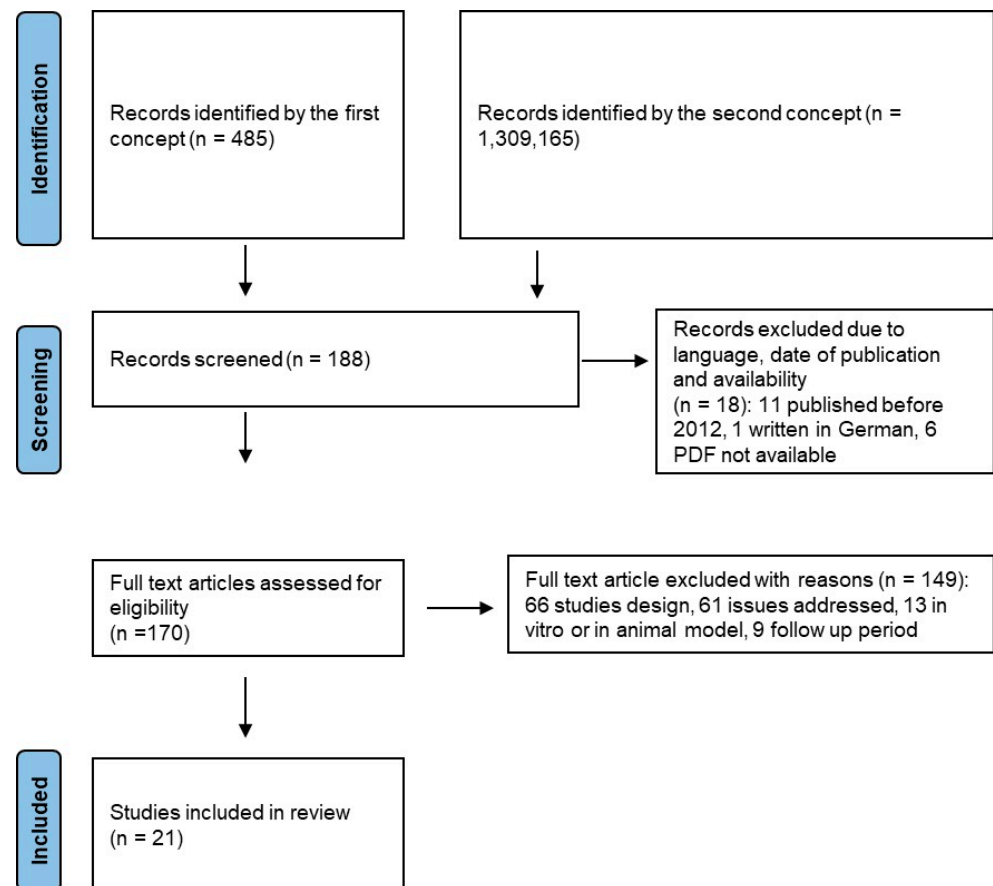 Identification
Records identified by the first
concept (n = 485)
Records identified by the second concept (n =
1,309,165)
Screening
Records screened (n = 188)
Records excluded due to
language, date of publication
and availability
(n = 18): 11 published before
2012, 1 written in German, 6
PDF not available
Full text articles assessed for
eligibility
(n =170)
Full text article excluded with reasons (n = 149):
66 studies design, 61 issues addressed, 13 in
vitro or in animal model, 9 follow up period
Included
Studies included in review
(n = 21)